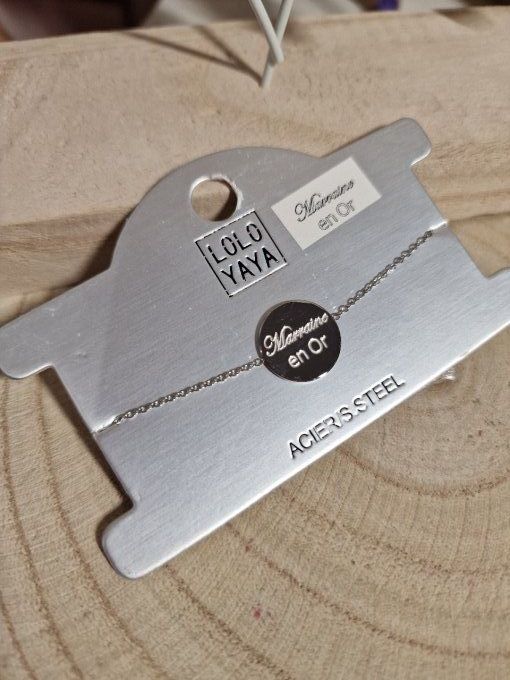 LOLO
YAYA
Marraine
en Or
Marraine
en Or
ACIER/S.STEEL